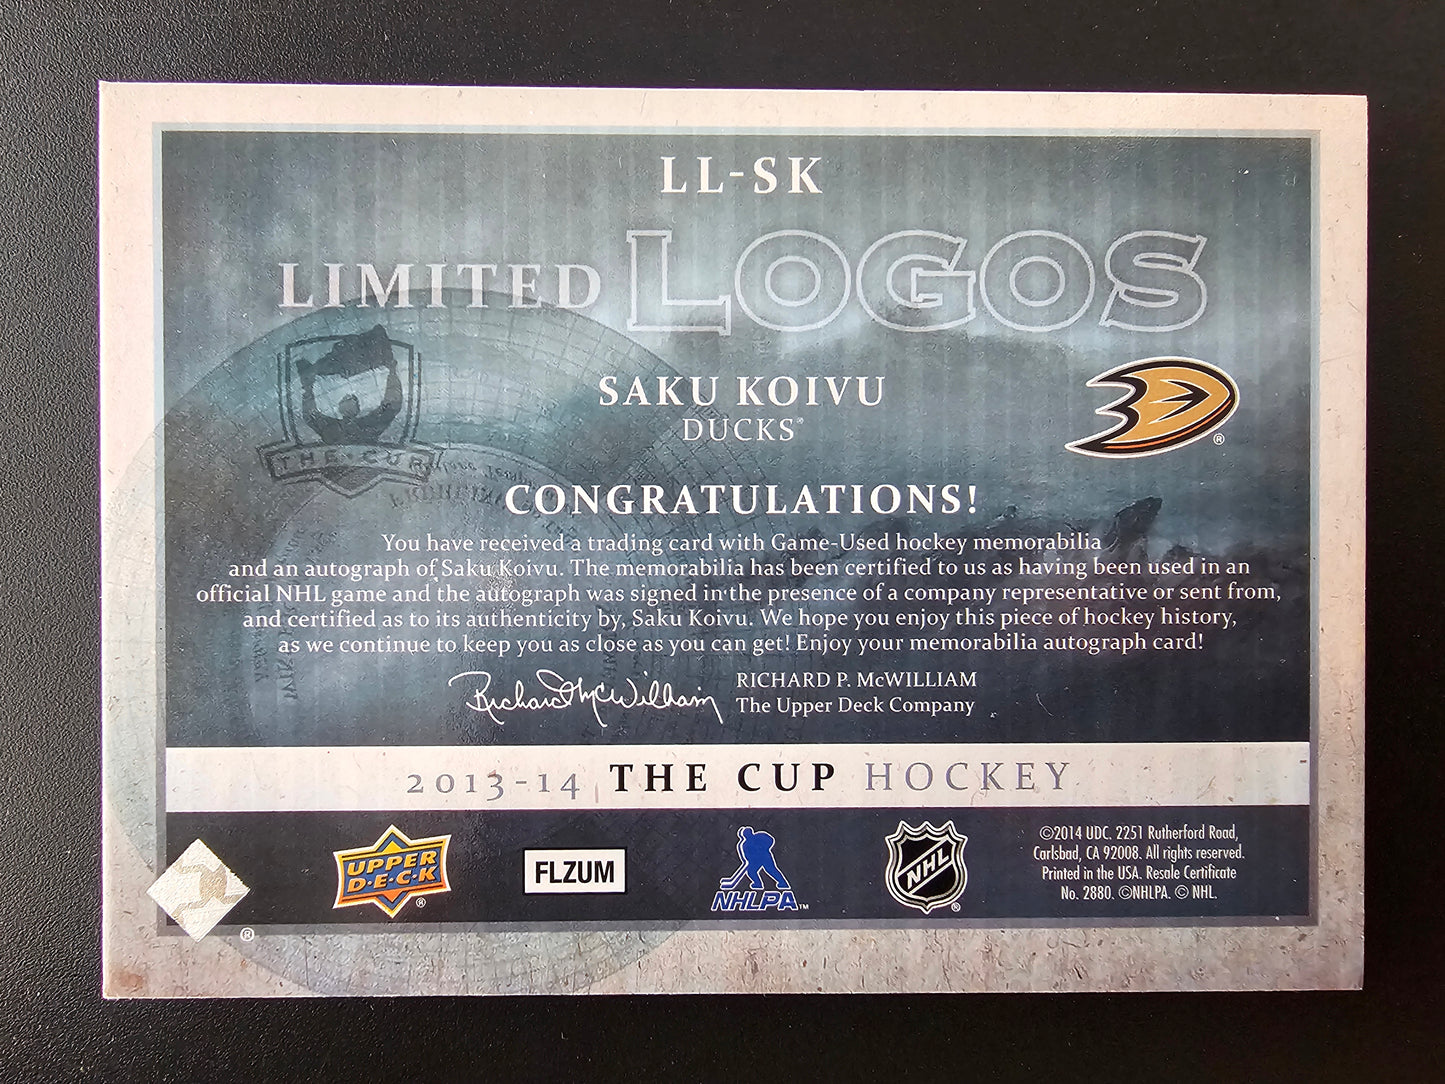 LL-SK
LIMITED LOGOS
SAKU KOIVU
DUCKS®
®
THE CUP
CONGRATULATIONS!
You have received a trading card with Game-Used hockey memorabilia
and an autograph of Saku Koivu. The memorabilia has been certified to us as having been used in an
official NHL game and the autograph was signed in the presence of a company representative or sent from,
and certified as to its authenticity by, Saku Koivu. We hope you enjoy this piece of hockey history,
as we continue to keep you as close as you can get! Enjoy your memorabilia autograph card!
Richard McWilliam
RICHARD P. McWILLIAM
The Upper Deck Company
2013-14 THE CUP HOCKEY
®
UPPER
D·E·C·K
®
FLZUM
NHLPA™
NHL
®
©2014 UDC. 2251 Rutherford Road,
Carlsbad, CA 92008. All rights reserved.
Printed in the USA. Resale Certificate
No. 2880. ©NHLPA. © NHL.